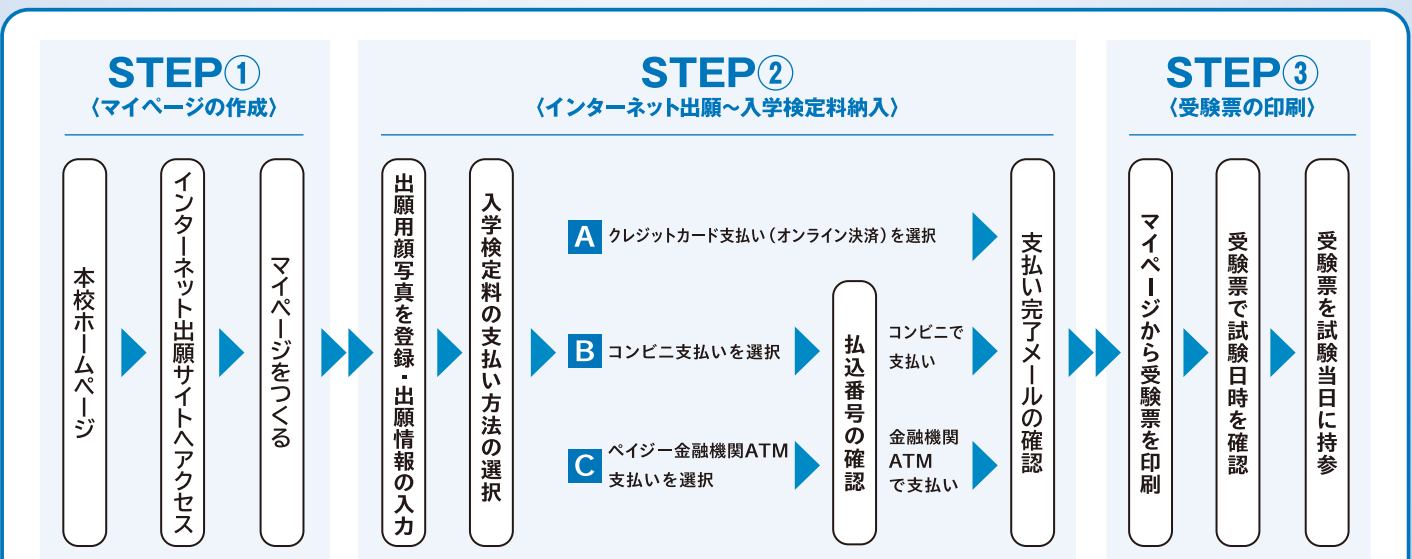 STEP①
〈マイページの作成〉
本校ホームページ
インターネット出願サイトへアクセス
マイページをつくる
STEP②
〈インターネット出願～入学検定料納入〉
出願用顔写真を登録・出願情報の入力
入学検定料の支払い方法の選択
A クレジットカード支払い（オンライン決済）を選択
B コンビニ支払いを選択
C ペイジー金融機関ATM
支払いを選択
払込番号の確認
コンビニで
支払い
金融機関
ATM
で支払い
支払い完了メールの確認
STEP③
〈受験票の印刷〉
マイページから受験票を印刷
受験票で試験日時を確認
受験票を試験当日に持参